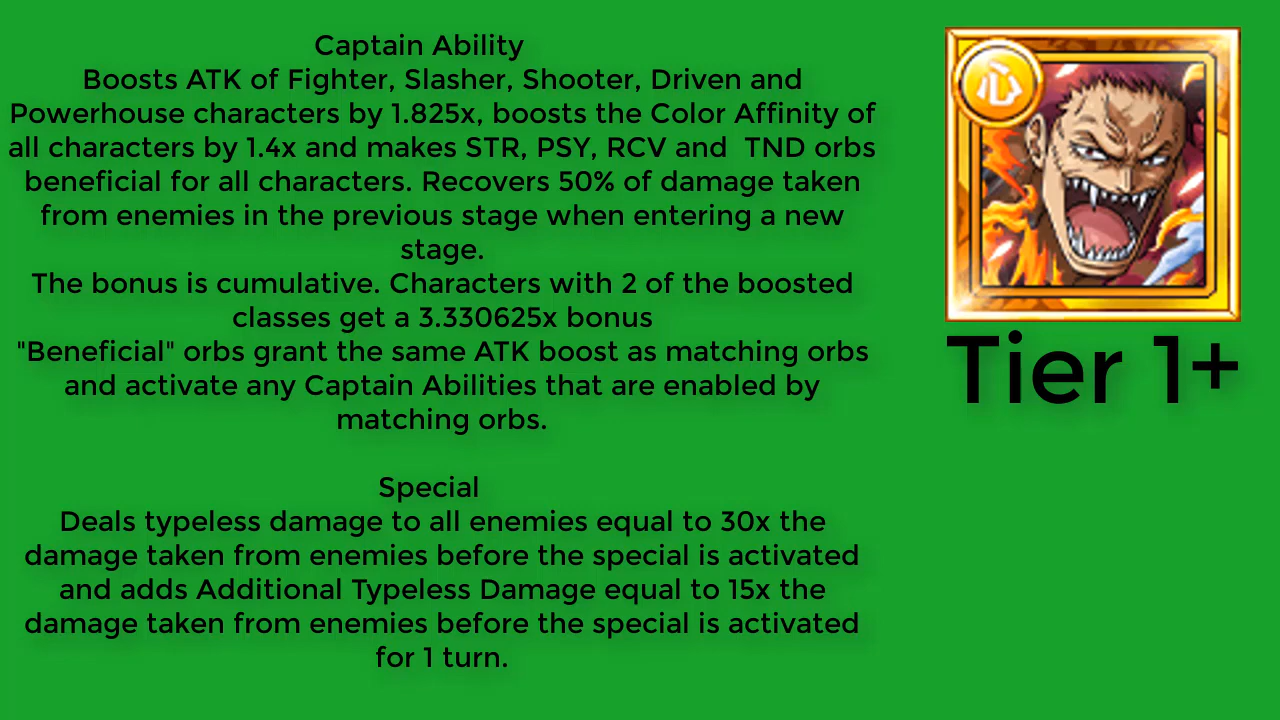 Captain Ability
Boosts ATK of Fighter, Slasher, Shooter, Driven and
Powerhouse characters by 1.825x, boosts the Color Affinity of
all characters by 1.4x and makes STR, PSY, RCV and TND orbs
beneficial for all characters. Recovers 50% of damage taken
from enemies in the previous stage when entering a new
stage.
The bonus is cumulative. Characters with 2 of the boosted
classes get a 3.330625x bonus
"Beneficial" orbs grant the same ATK boost as matching orbs
and activate any Captain Abilities that are enabled by
matching orbs.
Special
Deals typeless damage to all enemies equal to 30x the
damage taken from enemies before the special is activated
and adds Additional Typeless Damage equal to 15x the
damage taken from enemies before the special is activated
for 1 turn.
心
Tier 1+